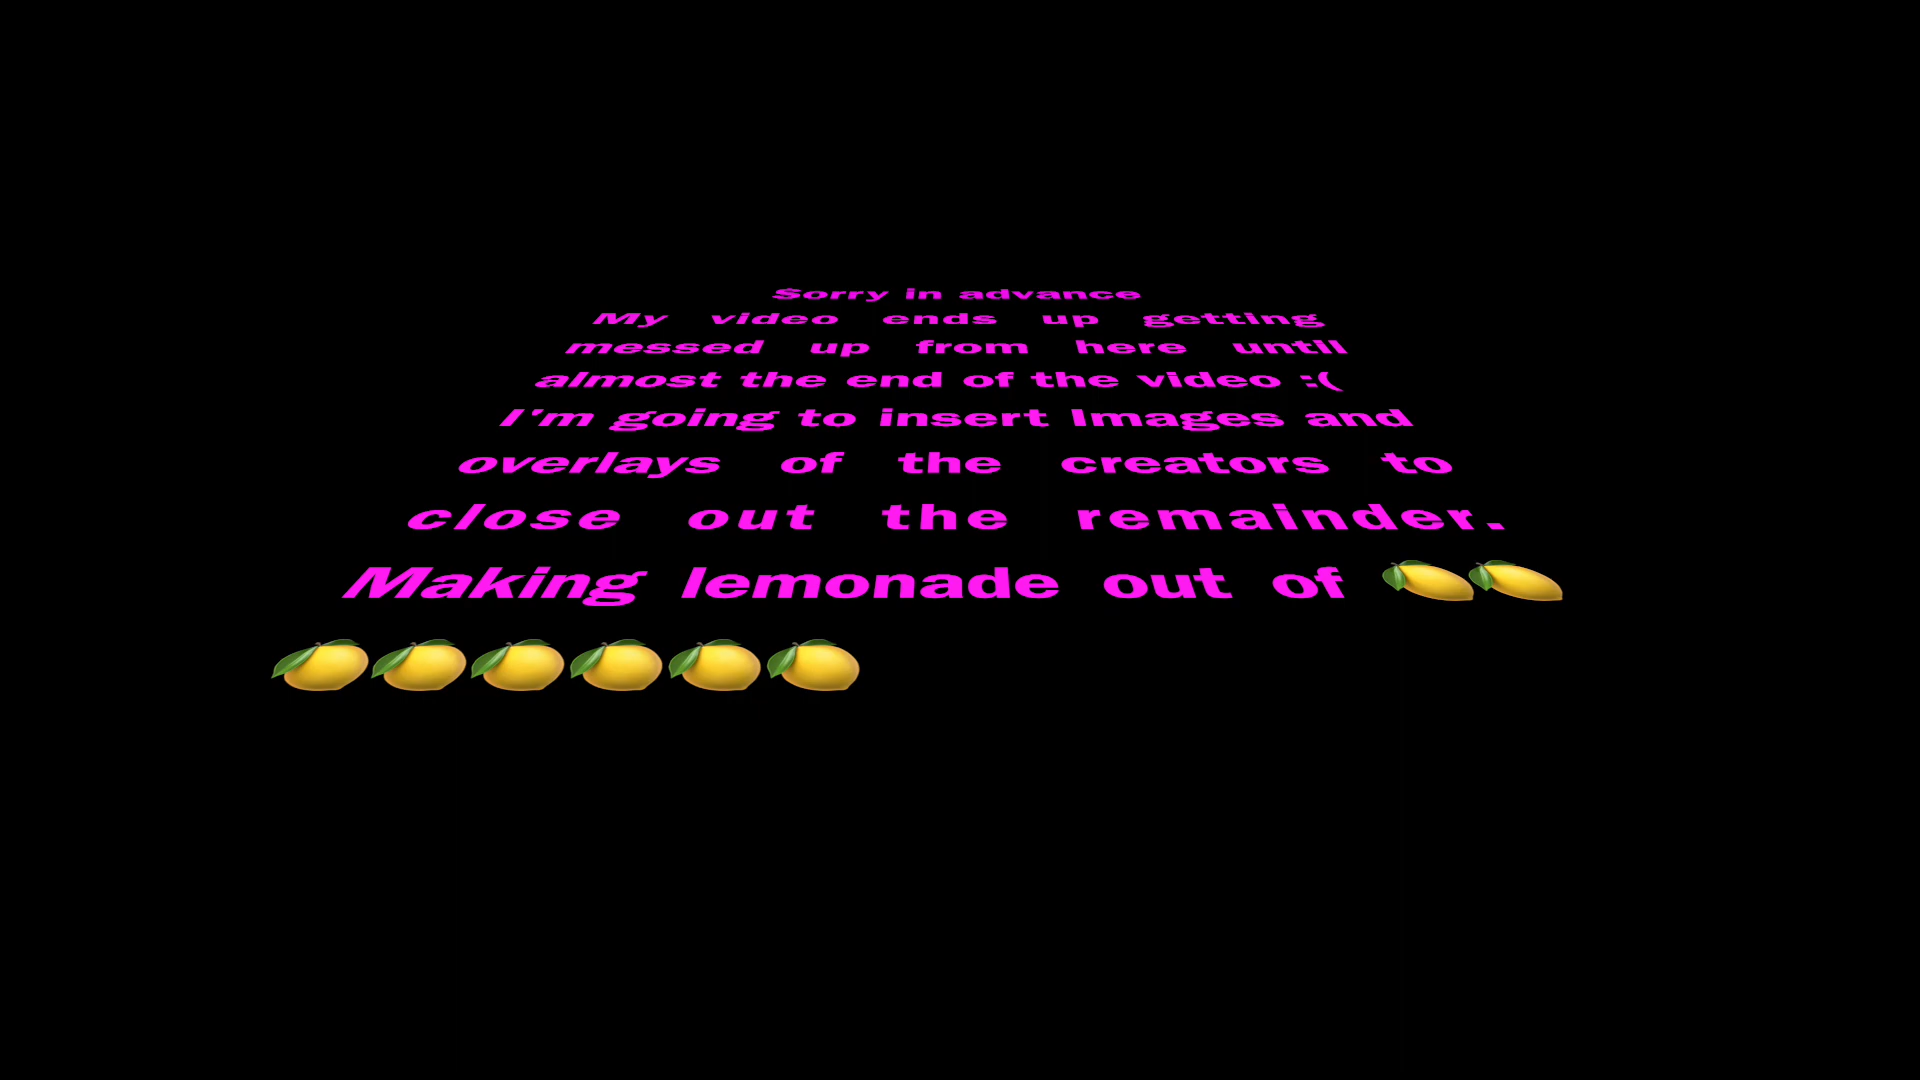 Sorry in advance
My video ends up getting
messed up from here until
almost the end of the video :(
I'm going to insert Images and
overlays of the creators to
close out the remainder.
Making lemonade out of 🍋🍋
🍋🍋🍋🍋🍋🍋